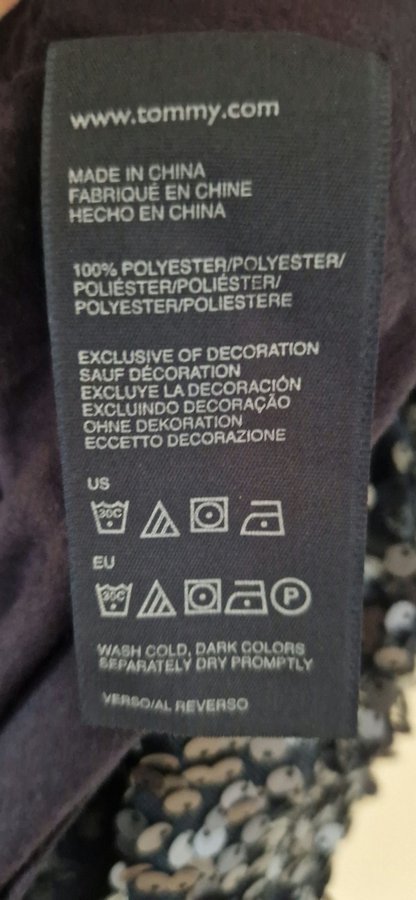 www.tommy.com
MADE IN CHINA
FABRIQUÉ EN CHINE
HECHO EN CHINA
100% POLYESTER/POLYESTER/
POLIÉSTER/POLIÉSTER/
POLYESTER/POLIESTERE
EXCLUSIVE OF DECORATION
SAUF DÉCORATION
EXCLUYE LA DECORACIÓN
EXCLUINDO DECORAÇÃO
OHNE DEKORATION
ECCETTO DECORAZIONE
US
30C
EU
30C P
WASH COLD, DARK COLORS
SEPARATELY DRY PROMPTLY
VERSO/AL REVERSO